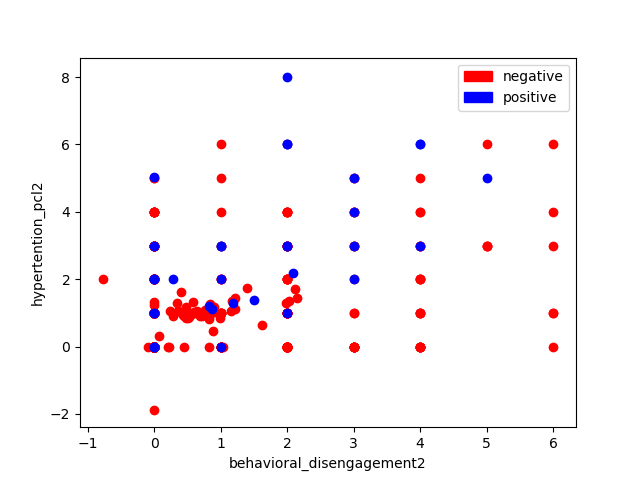 negative
positive
8
6
4
2
0
−2
hypertention_pcl2
−1 0 1 2 3 4 5 6
behavioral_disengagement2